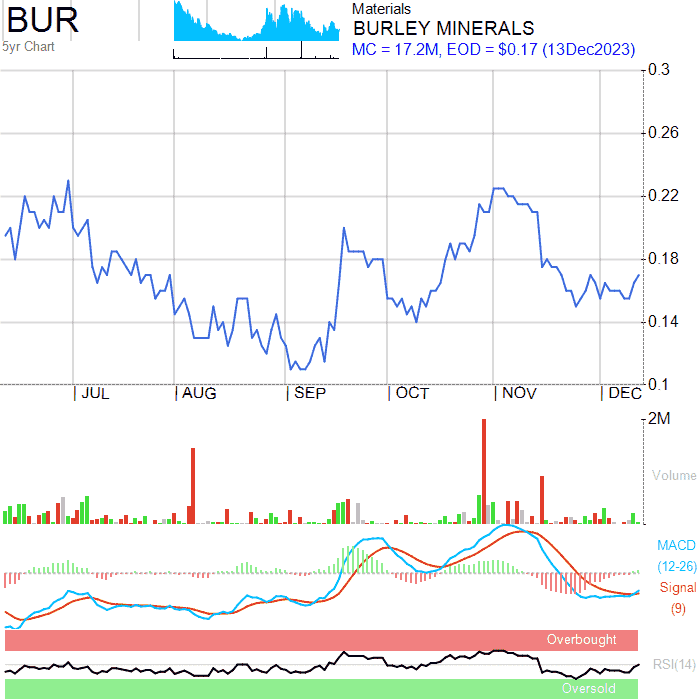 BUR
5yr Chart
Materials
BURLEY MINERALS
MC = 17.2M, EOD = $0.17 (13Dec2023)
0.3
0.26
0.22
0.18
0.14
0.1
JUL AUG SEP OCT NOV DEC
2M
Volume
MACD
(12-26)
Signal
(9)
Overbought
RSI(14)
Oversold